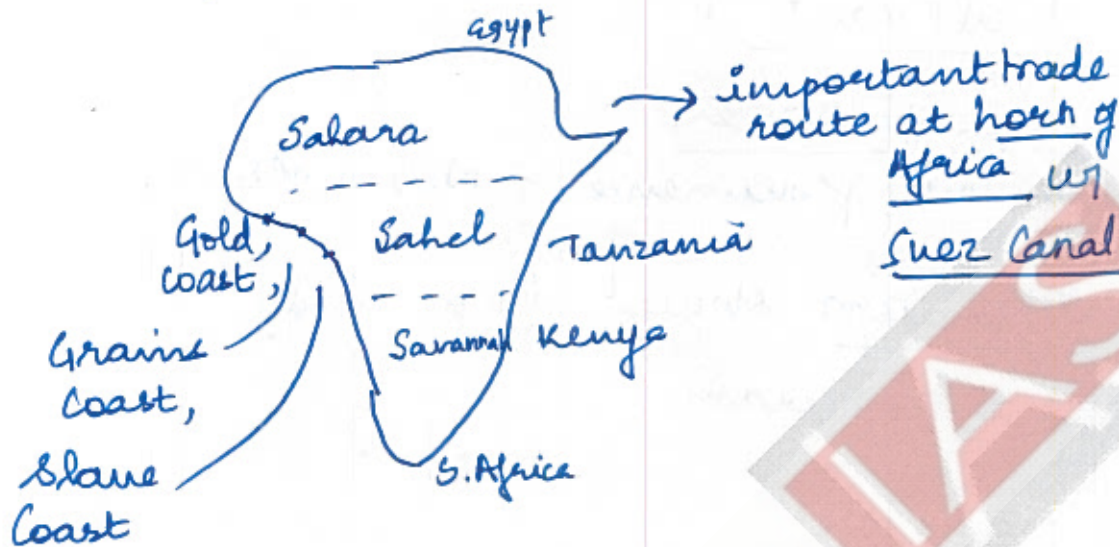 Egypt
important trade
route at horn of
Africa w/
Suez Canal
Sahara
Sahel
Tanzania
Gold,
Coast,
Savannah
Kenya
Grains
Coast,
S. Africa
Slave
Coast
IAS